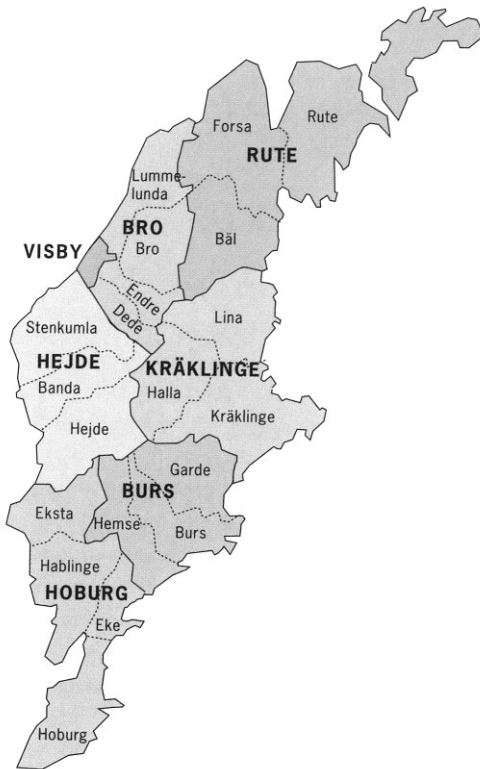 Forsa
Rute
RUTE
Lumme-
lunda
BRO
Bro
Bäl
VISBY
Endre
Dede
Lina
Stenkumla
HEJDE
KRÄKLINGE
Banda
Halla
Kräklinge
Hejde
Garde
BURS
Eksta
Hemse
Burs
Hablinge
HOBURG
Eke
Hoburg